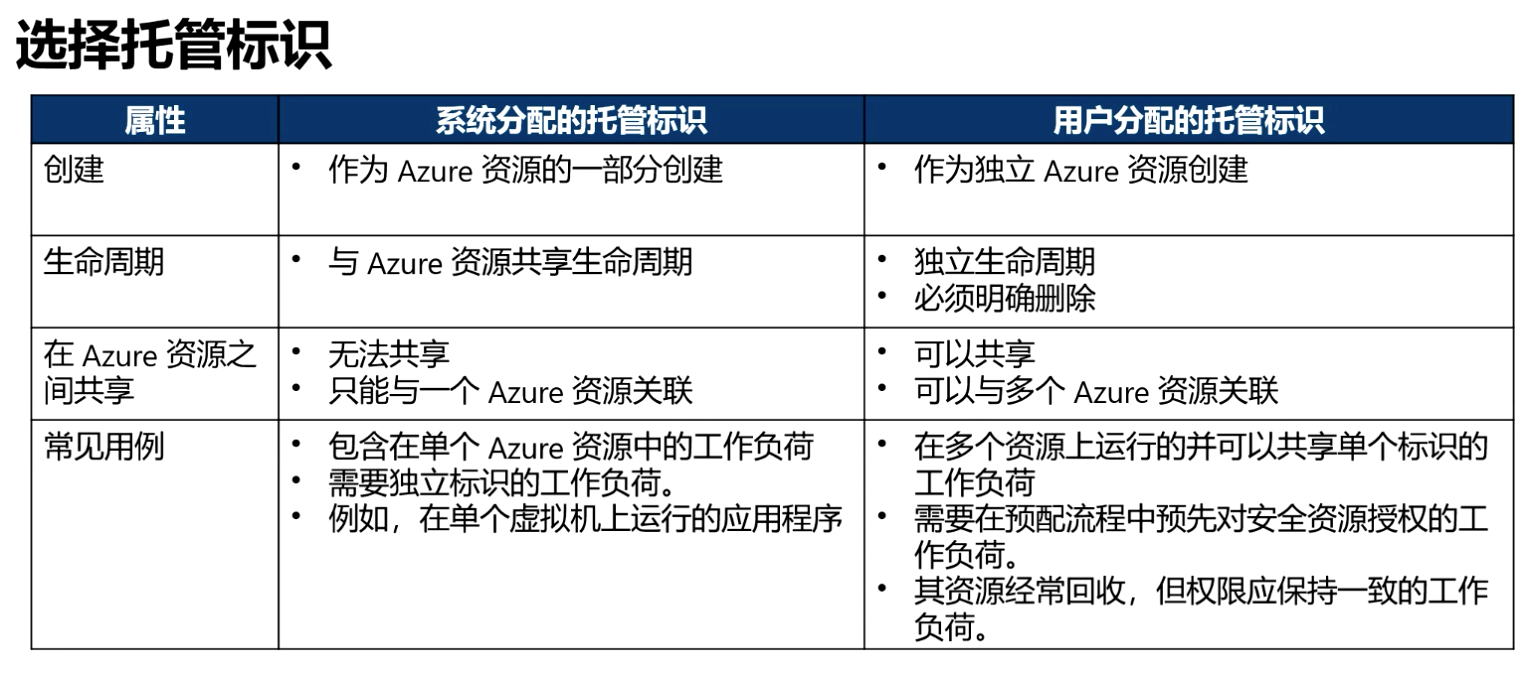 选择托管标识
属性
系统分配的托管标识
用户分配的托管标识
创建
• 作为 Azure 资源的一部分创建
• 作为独立 Azure 资源创建
生命周期
• 与 Azure 资源共享生命周期
• 独立生命周期
• 必须明确删除
在 Azure 资源之
间共享
• 无法共享
• 只能与一个 Azure 资源关联
• 可以共享
• 可以与多个 Azure 资源关联
常见用例
• 包含在单个 Azure 资源中的工作负荷
• 需要独立标识的工作负荷。
• 例如，在单个虚拟机上运行的应用程序
• 在多个资源上运行的并可以共享单个标识的
工作负荷
• 需要在预配流程中预先对安全资源授权的工
作负荷。
• 其资源经常回收，但权限应保持一致的工作
负荷。